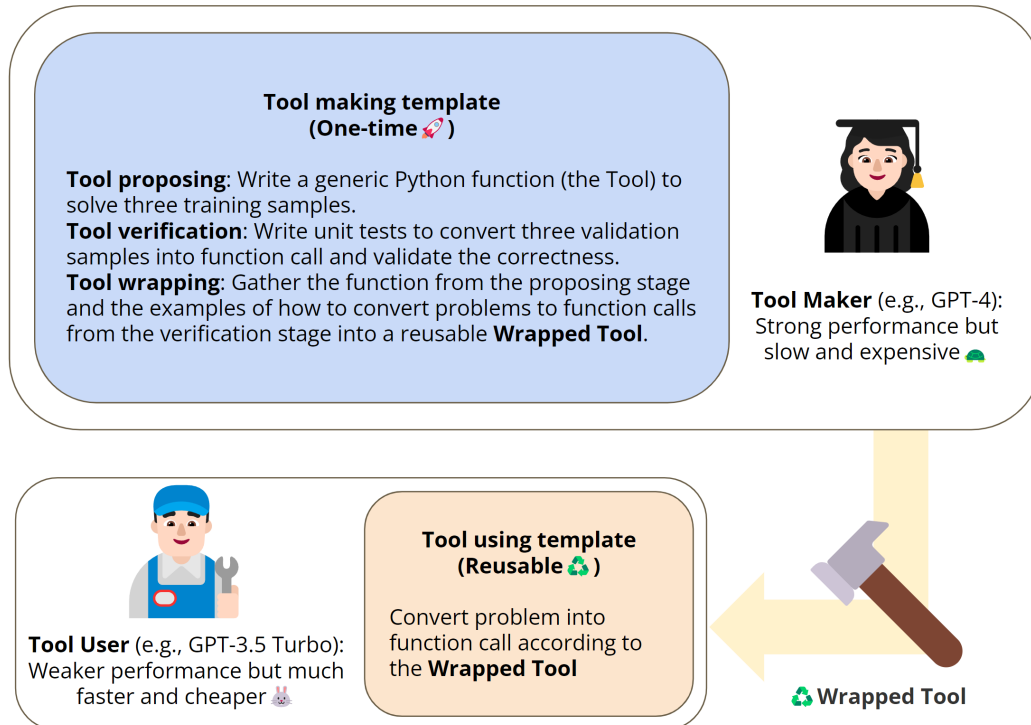 Tool making template
(One-time🚀)
Tool proposing: Write a generic Python function (the Tool) to
solve three training samples.
Tool verification: Write unit tests to convert three validation
samples into function call and validate the correctness.
Tool wrapping: Gather the function from the proposing stage
and the examples of how to convert problems to function calls
from the verification stage into a reusable Wrapped Tool.
Tool Maker (e.g., GPT-4):
Strong performance but
slow and expensive🐢
Tool User (e.g., GPT-3.5 Turbo):
Weaker performance but much
faster and cheaper🐰
Tool using template
(Reusable♻️)
Convert problem into
function call according to
the Wrapped Tool
♻️Wrapped Tool